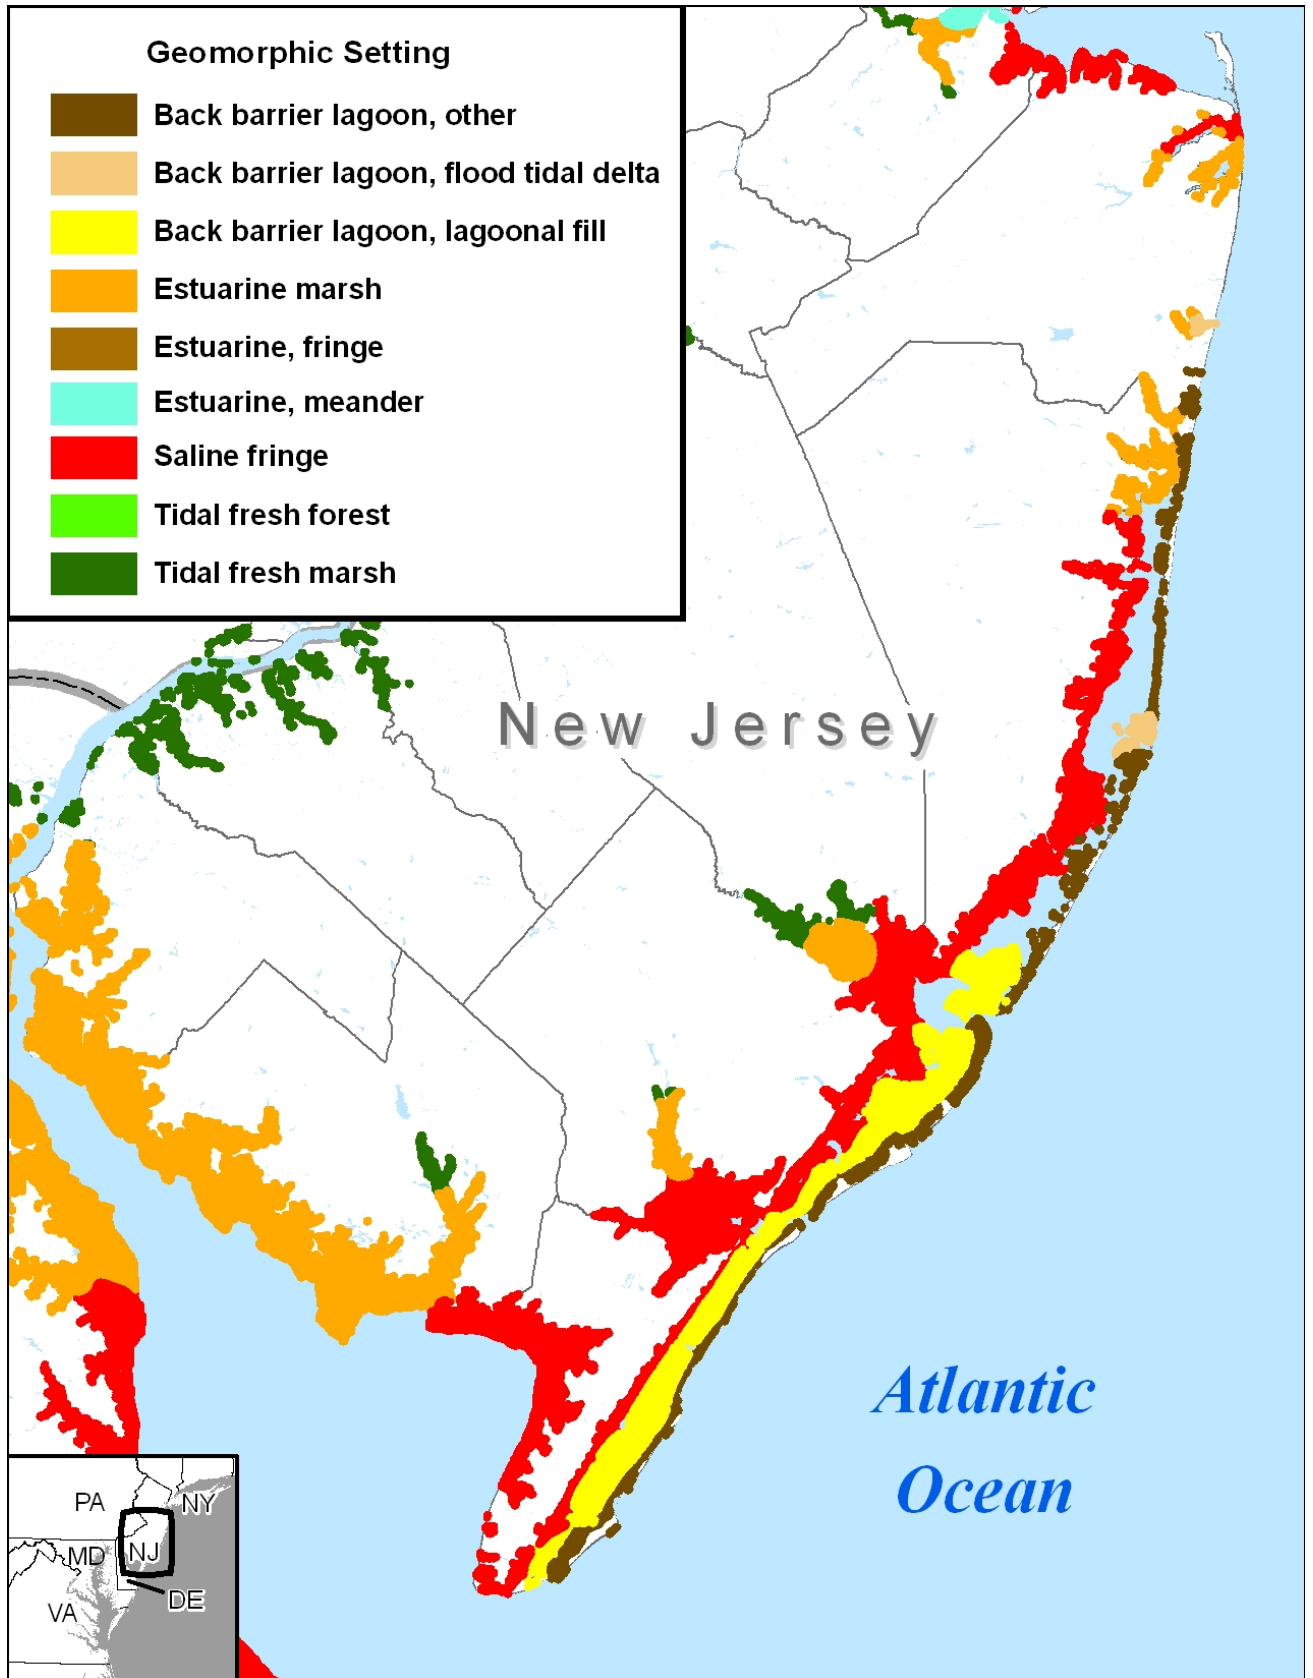 Geomorphic Setting
Back barrier lagoon, other
Back barrier lagoon, flood tidal delta
Back barrier lagoon, lagoonal fill
Estuarine marsh
Estuarine, fringe
Estuarine, meander
Saline fringe
Tidal fresh forest
Tidal fresh marsh
New Jersey
Atlantic
Ocean
PA
NY
MD
NJ
DE
VA